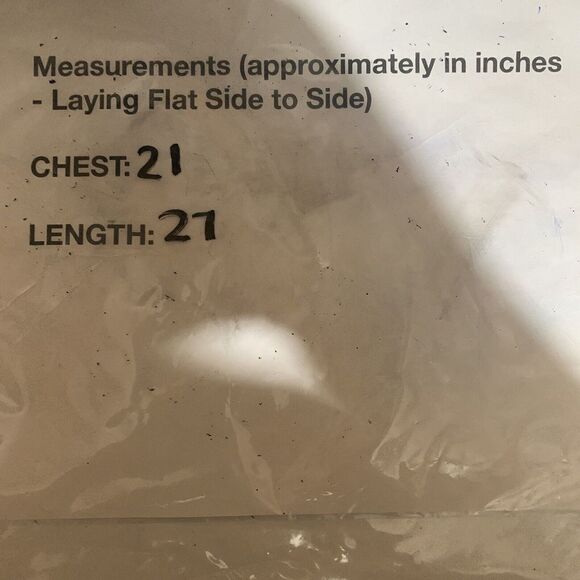 Measurements (approximately in inches
- Laying Flat Side to Side)
CHEST: 21
LENGTH: 27